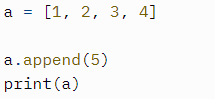 a = [1, 2, 3, 4]
a.append(5)
print(a)